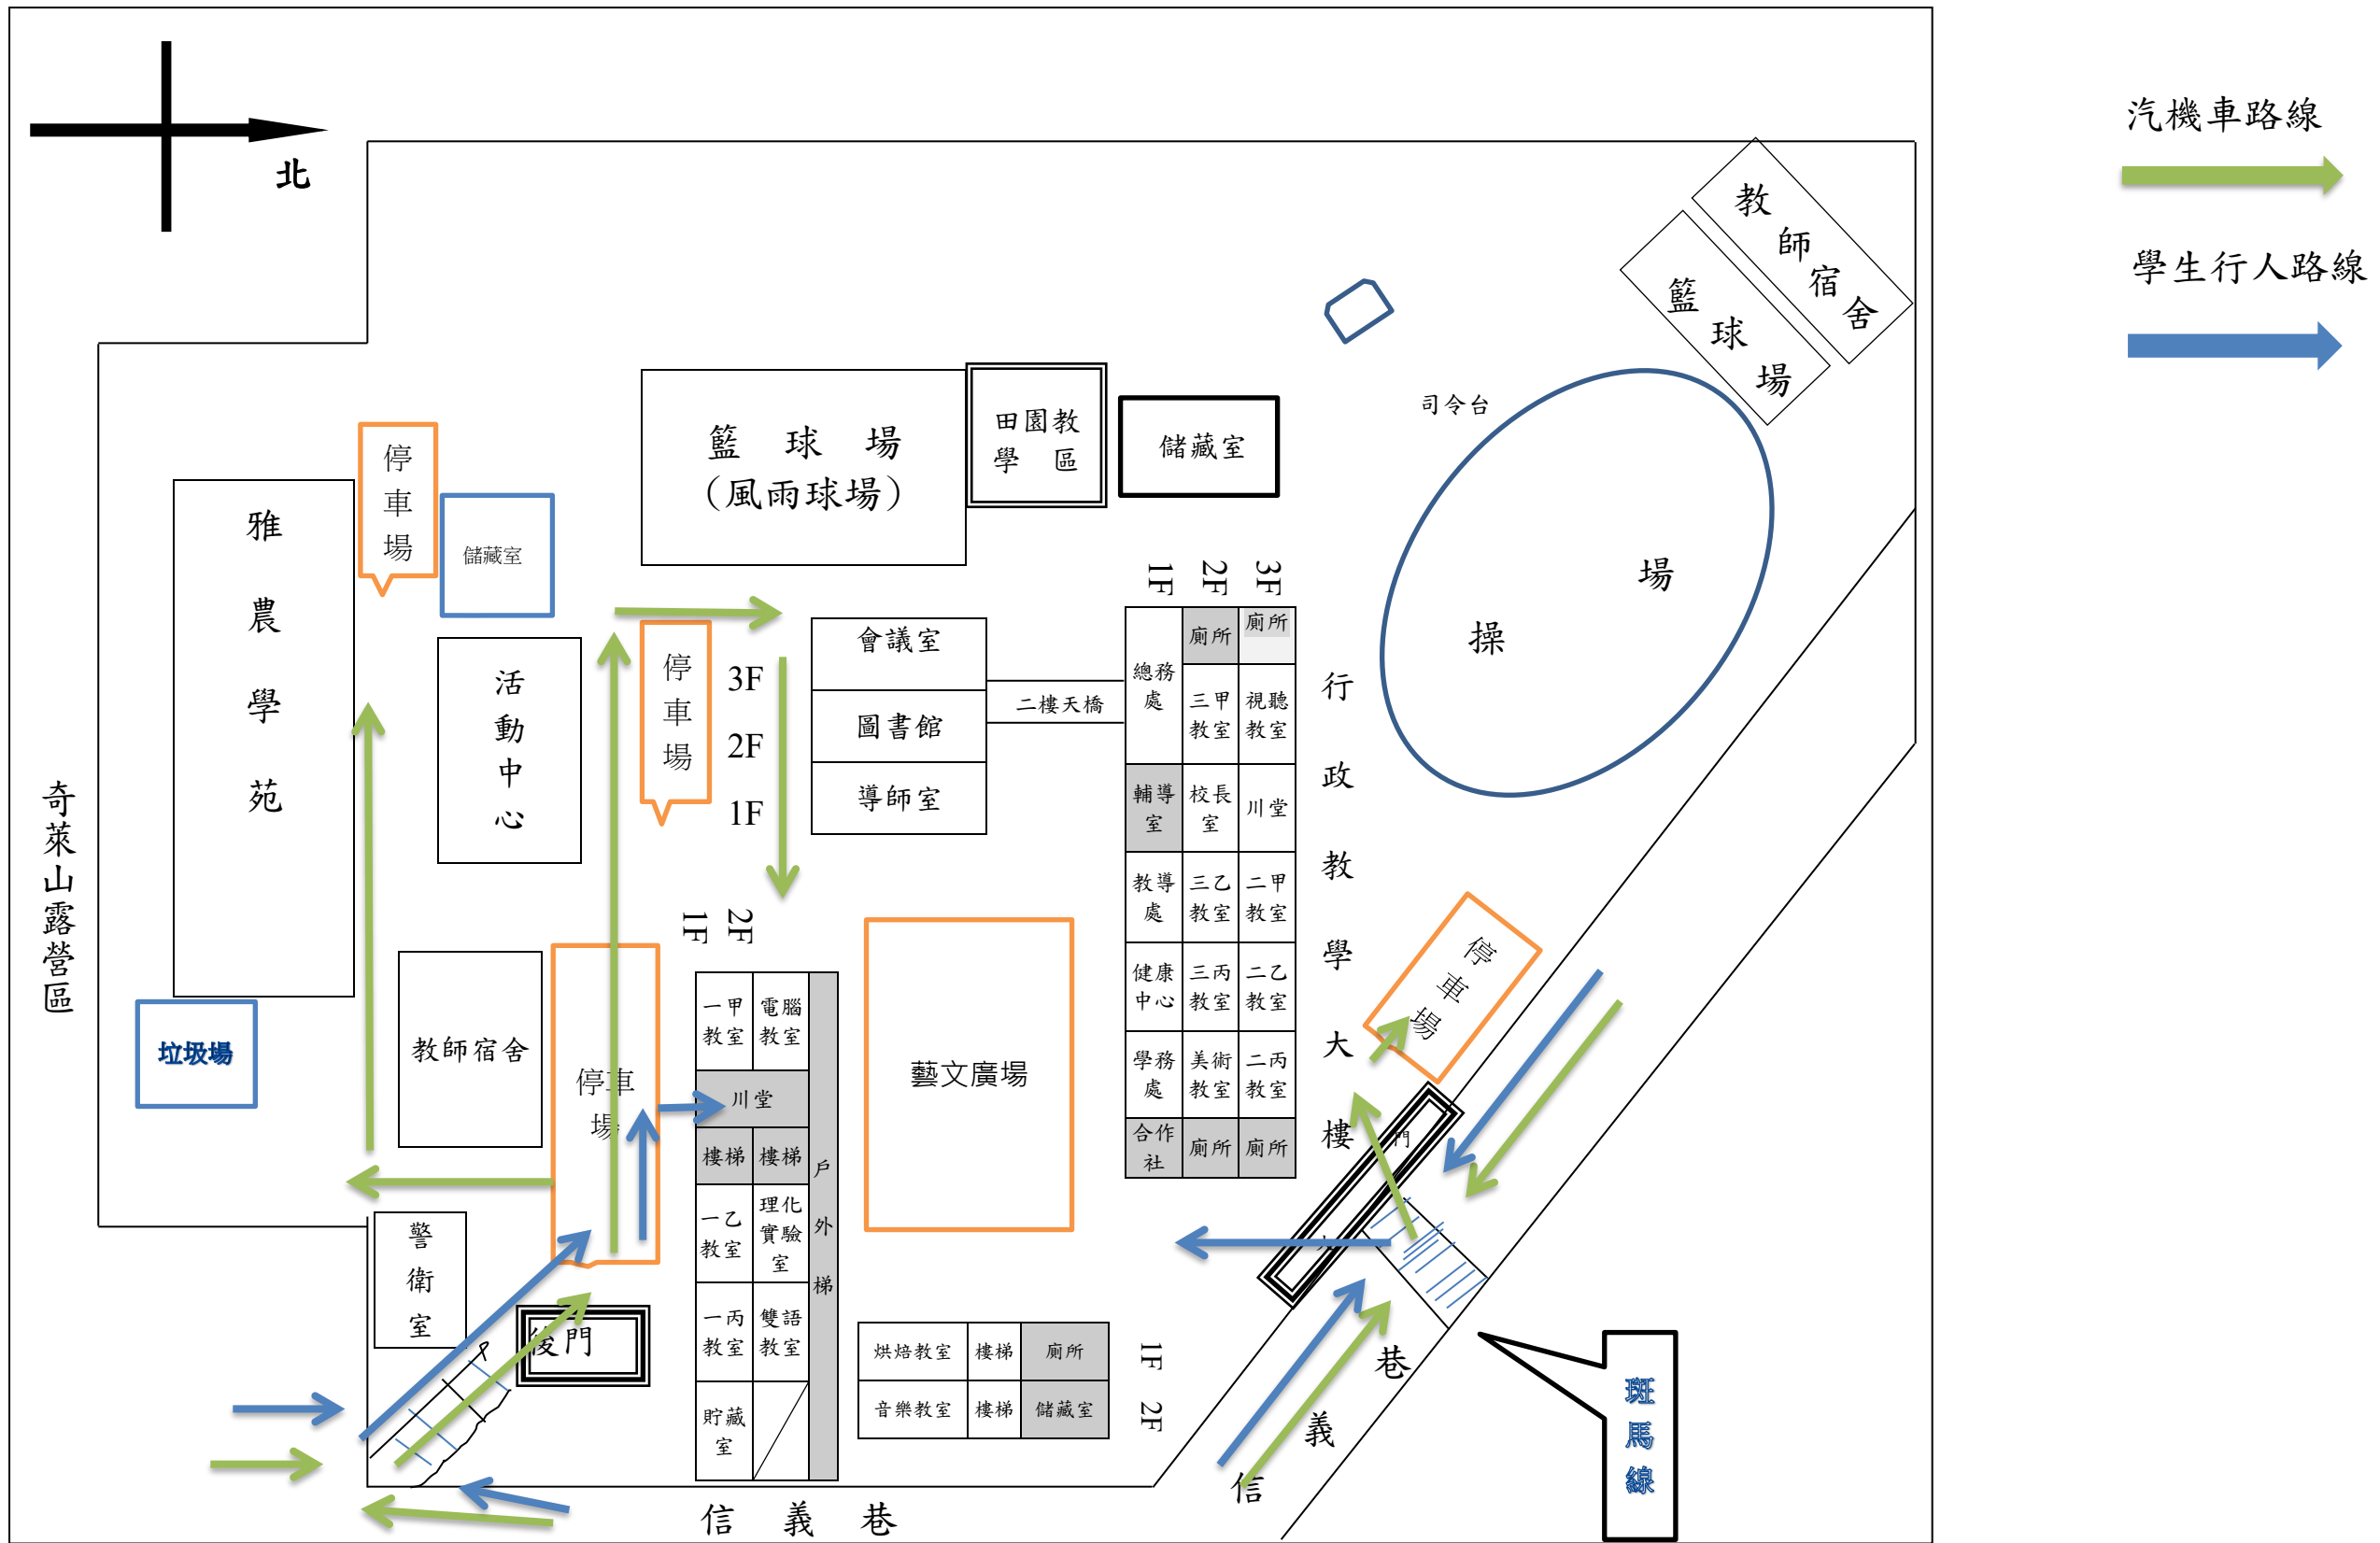 汽機車路線
學生行人路線
北
教師宿舍
籃球場
司令台
操場
籃 球 場
(風雨球場)
田園教
學 區
儲藏室
停車場
儲藏室
雅農學苑
活動中心
停車場
3F
2F
1F
會議室
圖書館
導師室
二樓天橋
1F 2F 3F
總務處
廁所
廁所
三甲教室
視聽教室
輔導室
校長室
川堂
教導處
三乙教室
二甲教室
健康中心
三丙教室
二乙教室
學務處
美術教室
二丙教室
合作社
廁所
廁所
行政教學大樓
奇萊山露營區
垃圾場
教師宿舍
停車場
警衛室
後門
1F 2F
一甲教室
電腦教室
川堂
樓梯
樓梯
一乙教室
理化實驗室
一丙教室
雙語教室
貯藏室
戶外梯
藝文廣場
烘焙教室
樓梯
廁所
1F
音樂教室
樓梯
儲藏室
2F
停車場
門
信義巷
斑馬線
信 義 巷